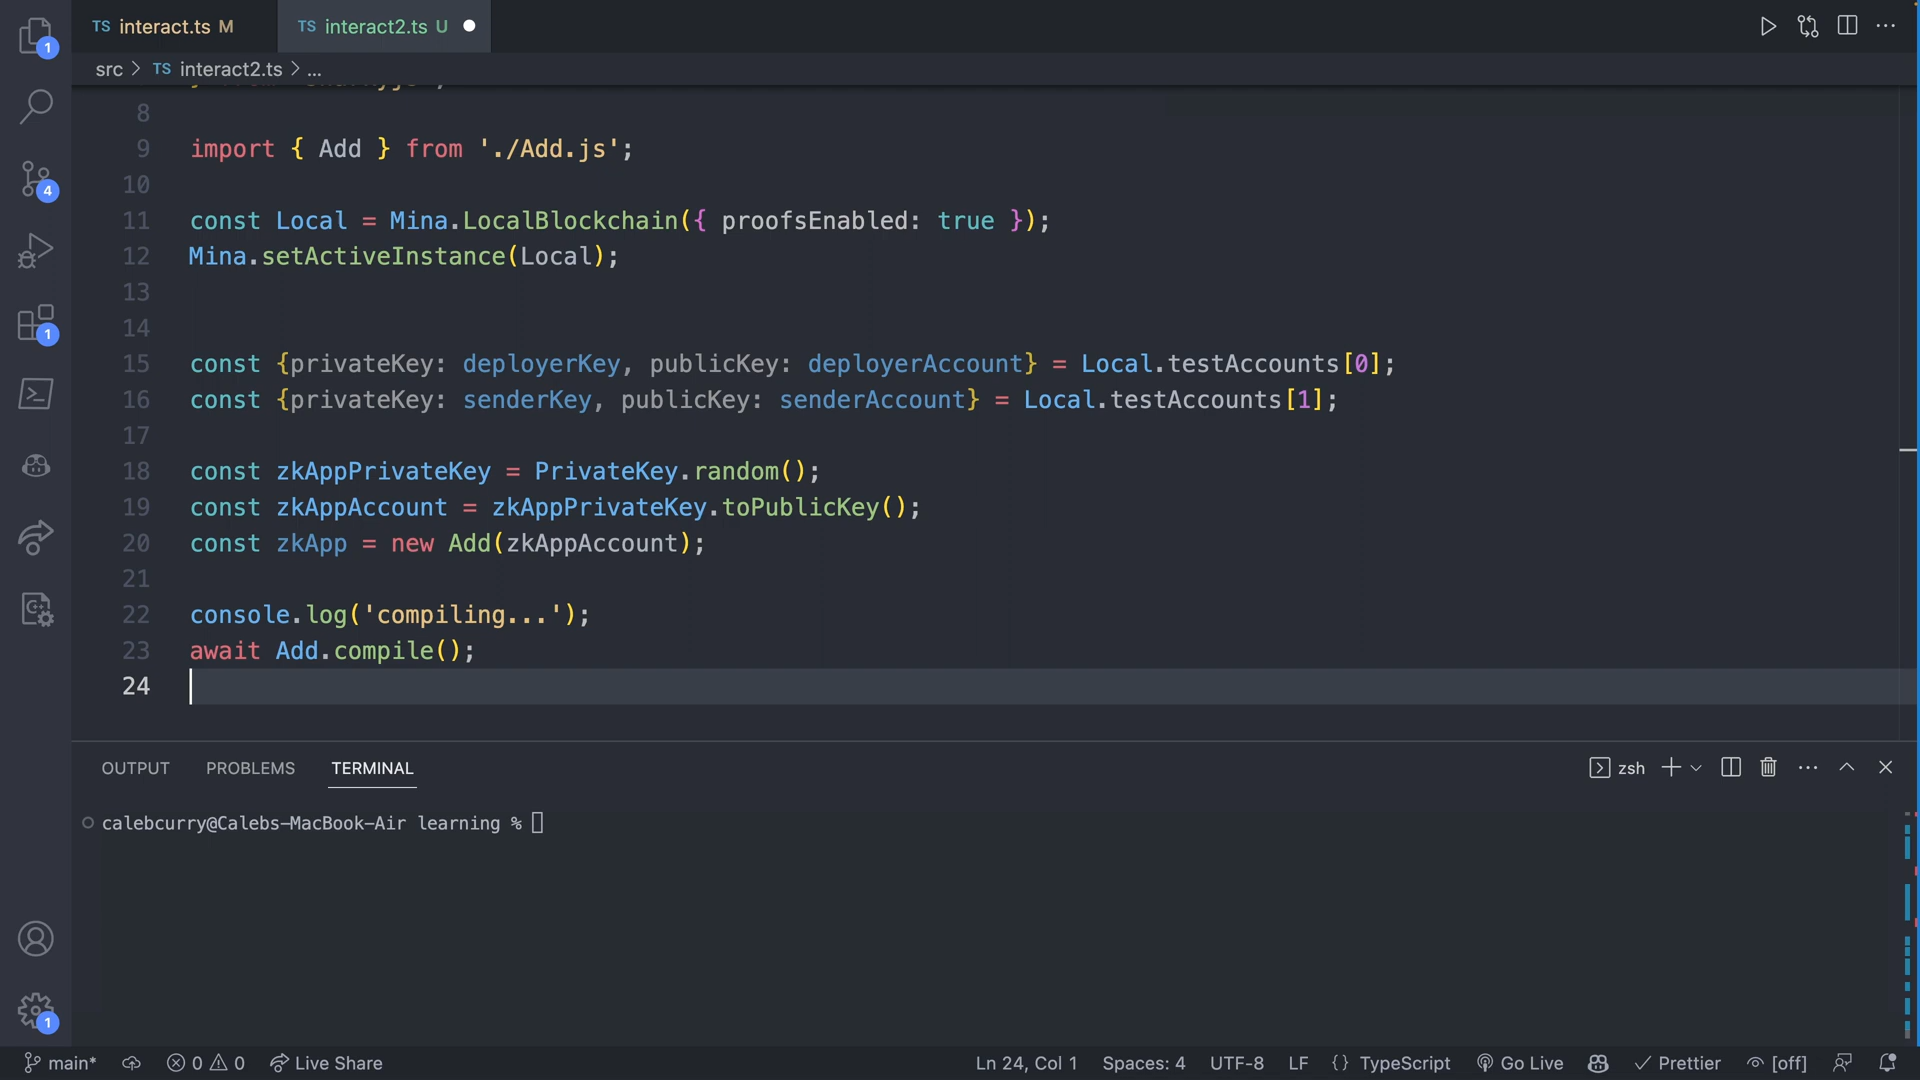 TS interact.ts M
TS interact2.ts U
src > TS interact2.ts > ...
8
9 import { Add } from './Add.js';
10
11 const Local = Mina.LocalBlockchain({ proofsEnabled: true });
12 Mina.setActiveInstance(Local);
13
14
15 const {privateKey: deployerKey, publicKey: deployerAccount} = Local.testAccounts[0];
16 const {privateKey: senderKey, publicKey: senderAccount} = Local.testAccounts[1];
17
18 const zkAppPrivateKey = PrivateKey.random();
19 const zkAppAccount = zkAppPrivateKey.toPublicKey();
20 const zkApp = new Add(zkAppAccount);
21
22 console.log('compiling...');
23 await Add.compile();
24
1
4
1
1
OUTPUT PROBLEMS TERMINAL
zsh
calebcurry@Calebs-MacBook-Air learning %
main* 0 0 Live Share Ln 24, Col 1 Spaces: 4 UTF-8 LF {} TypeScript Go Live Prettier [off]